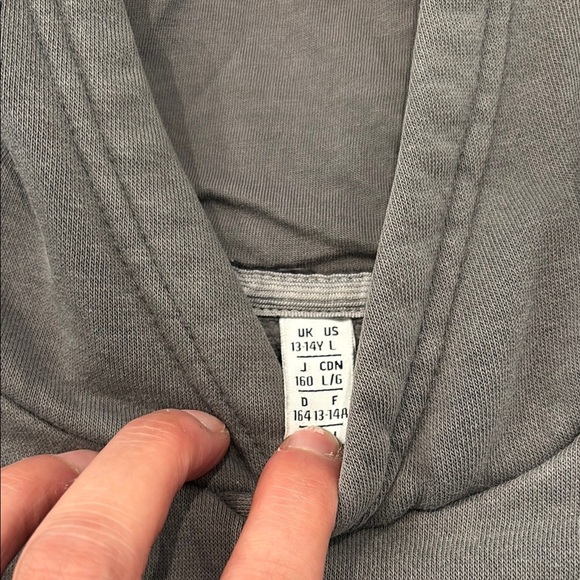 UK US
13-14Y L
J CDN
160 L/G
D F
164 13-14A